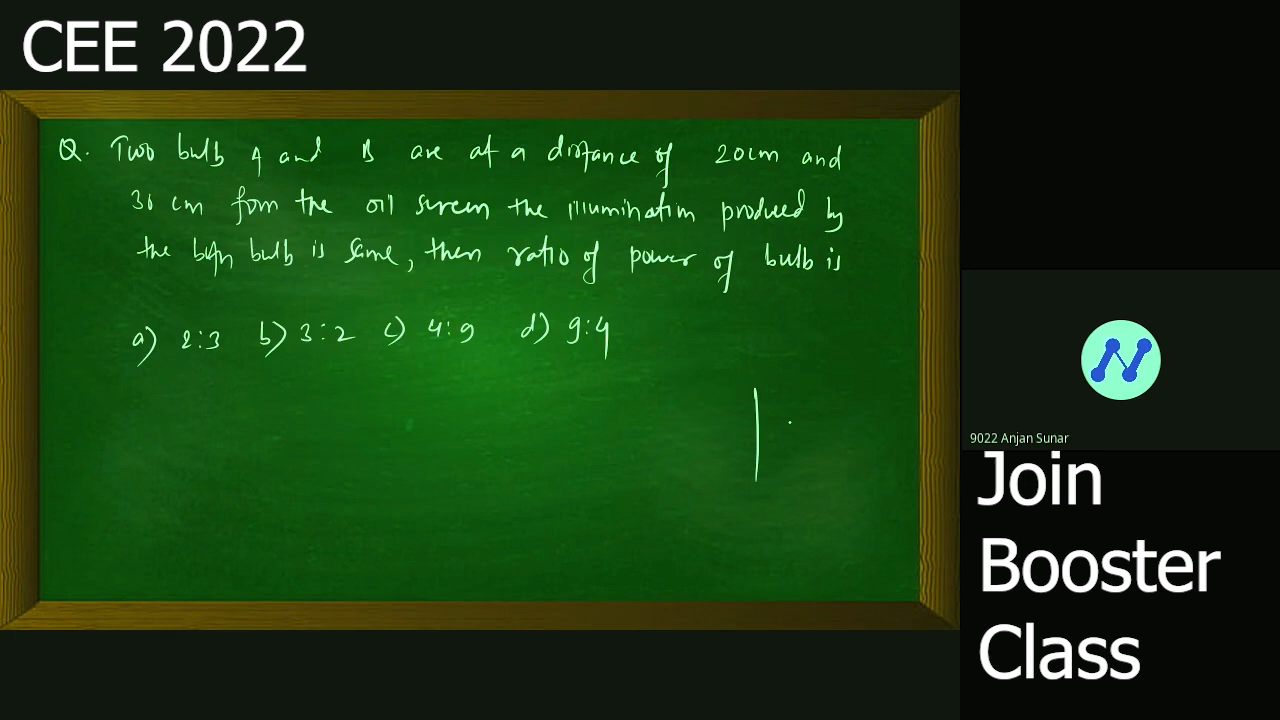 CEE 2022
Q. Two bulb A and B are at a distance of 20cm and
30 cm from the oil screen the illumination produced by
the both bulb is same, then ratio of power of bulb is
a) 2:3 b) 3:2 c) 4:9 d) 9:4
9022 Anjan Sunar
Join
Booster
Class